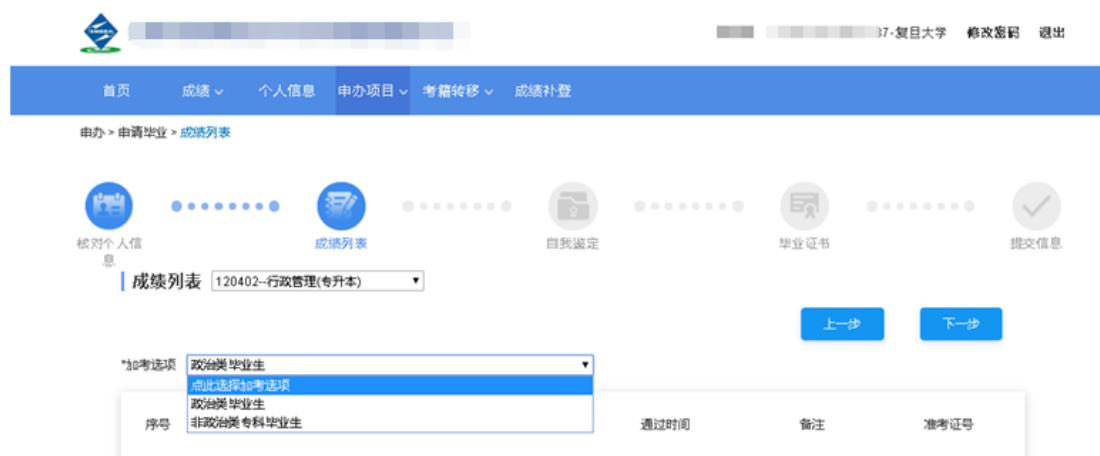 7-复旦大学 修改密码 退出
首页 成绩 个人信息 申办项目 考籍转移 成绩补登
申办 > 申请毕业 > 成绩列表
核对个人信
息
成绩列表
自我鉴定
毕业证书
提交信息
成绩列表 120402--行政管理(专升本)
上一步 下一步
*加考选项 政治类毕业生
点此选择加考选项
政治类毕业生
非政治类专科毕业生
序号 通过时间 备注 准考证号